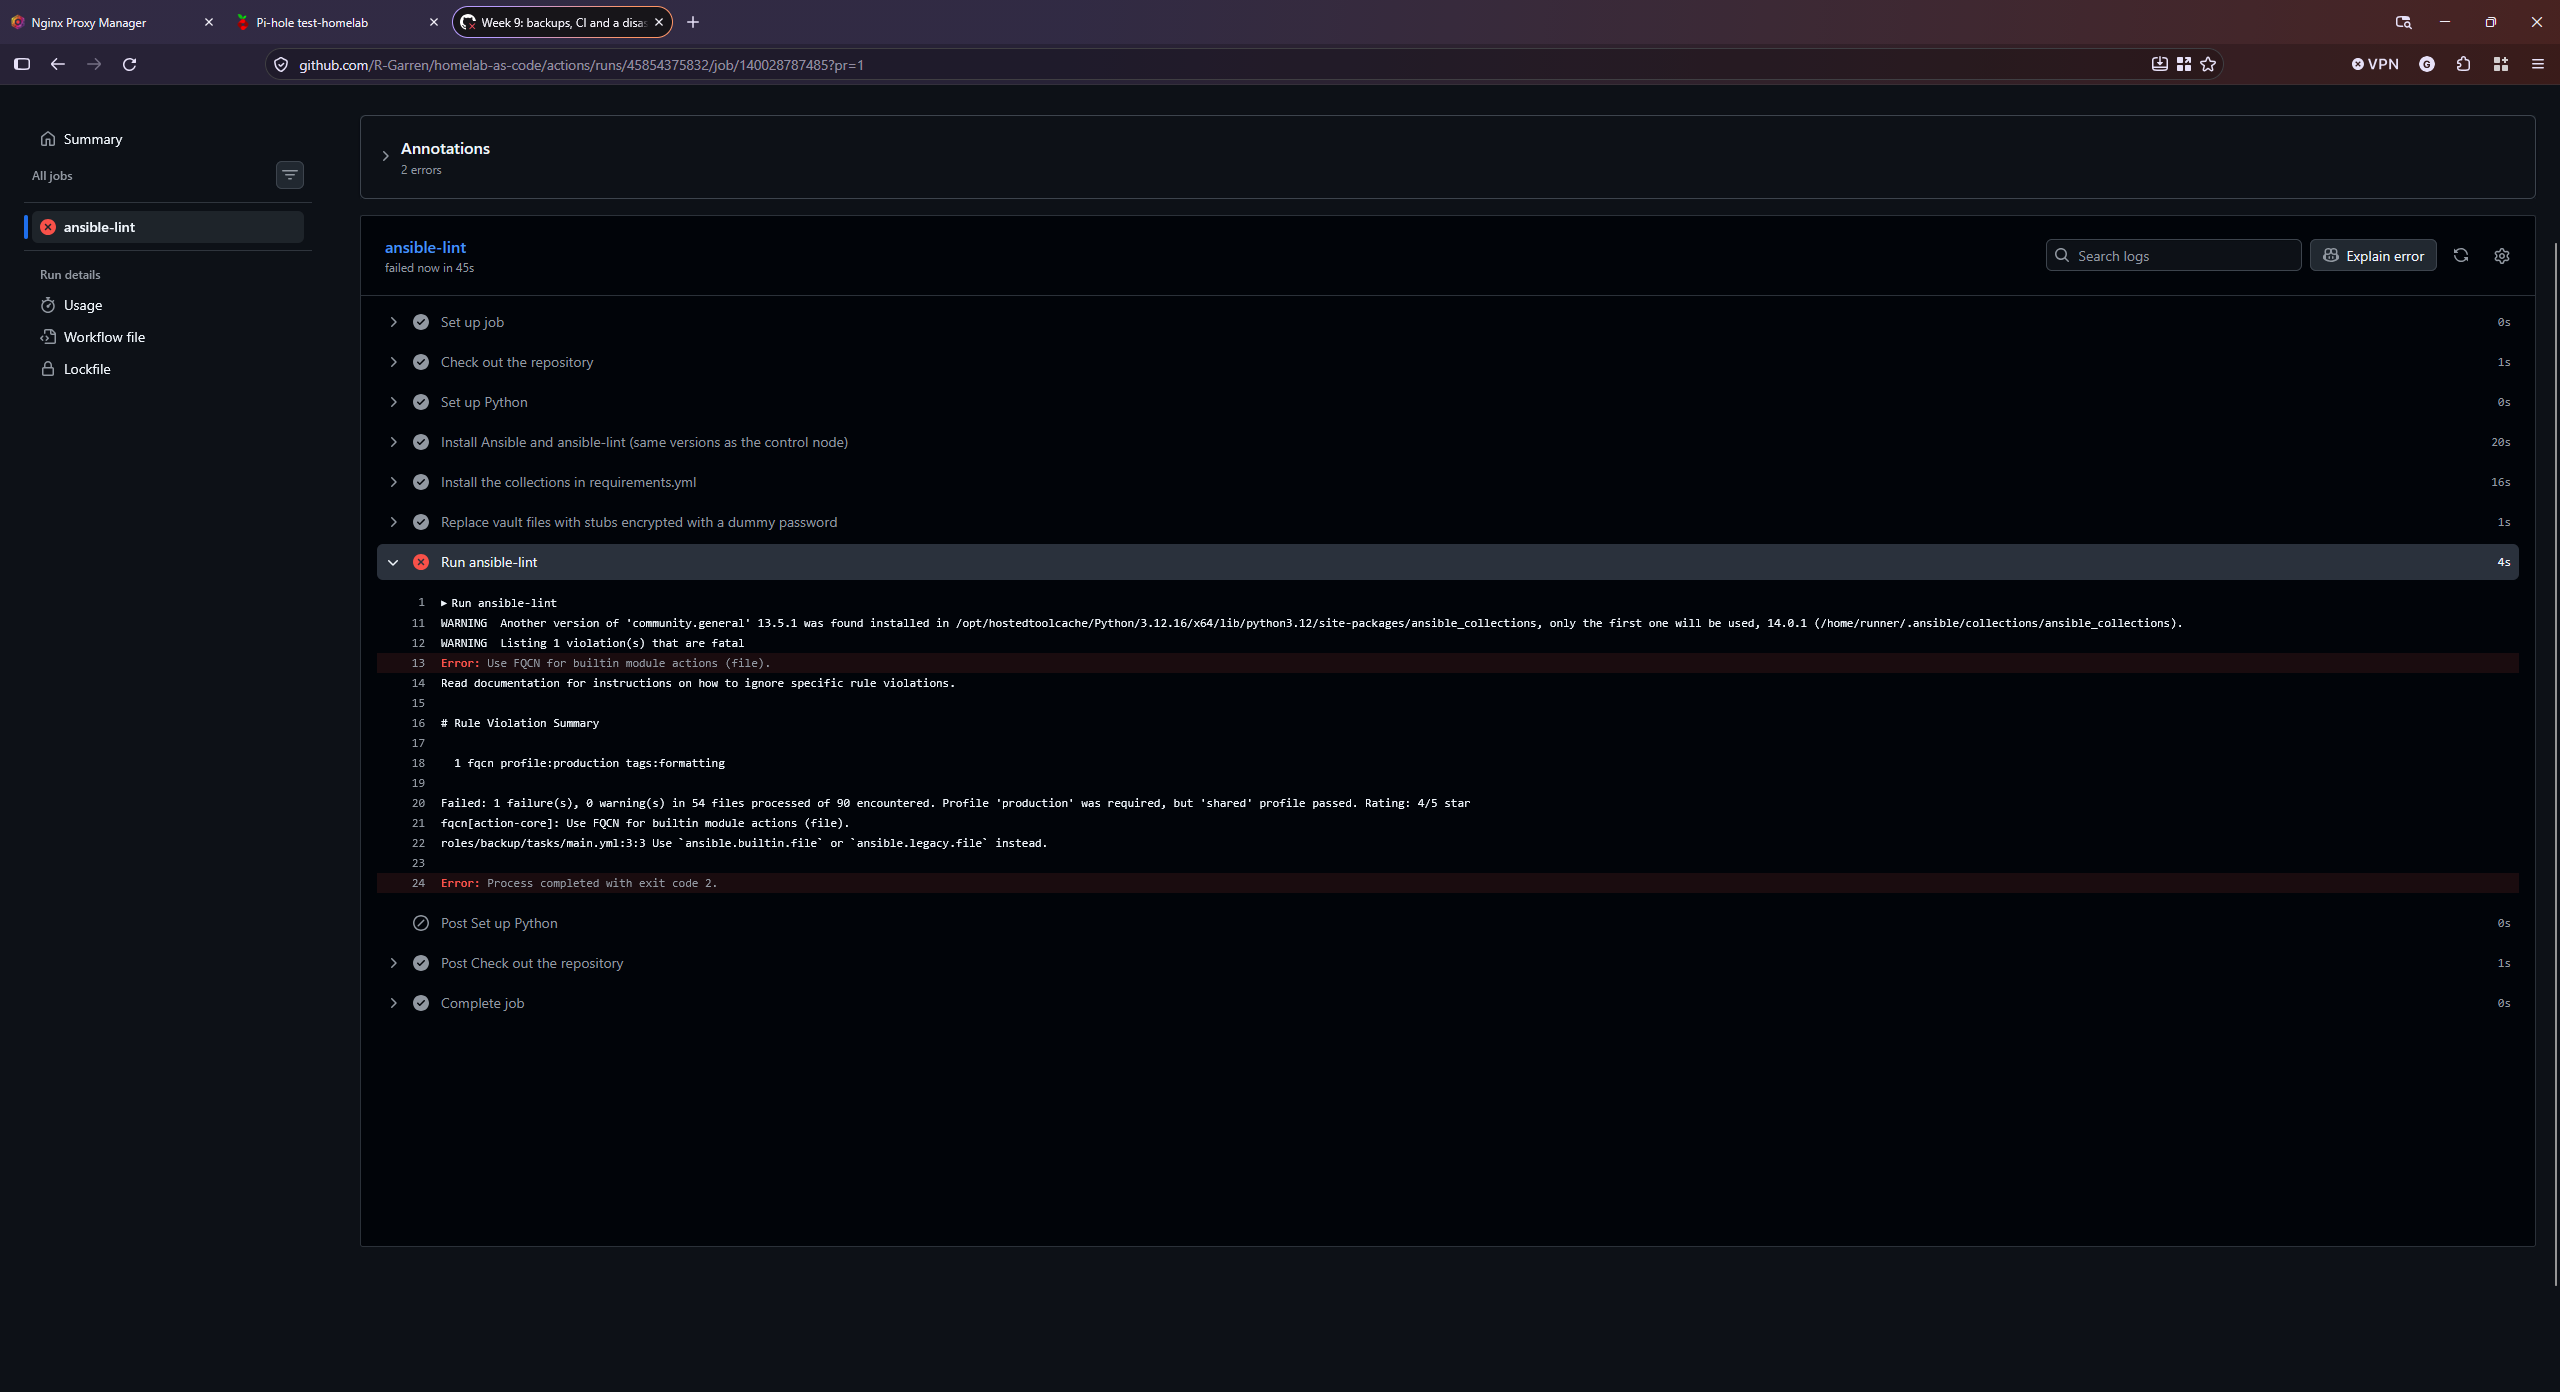 Nginx Proxy Manager
Pi-hole test-homelab
Week 9: backups, CI and a disas
github.com/R-Garren/homelab-as-code/actions/runs/45854375832/job/140028787485?pr=1
VPN
G
Summary
All jobs
ansible-lint
Run details
Usage
Workflow file
Lockfile
Annotations
2 errors
ansible-lint
failed now in 45s
Search logs
Explain error
Set up job 0s
Check out the repository 1s
Set up Python 0s
Install Ansible and ansible-lint (same versions as the control node) 20s
Install the collections in requirements.yml 16s
Replace vault files with stubs encrypted with a dummy password 1s
Run ansible-lint 4s
1 Run ansible-lint
11 WARNING  Another version of 'community.general' 13.5.1 was found installed in /opt/hostedtoolcache/Python/3.12.16/x64/lib/python3.12/site-packages/ansible_collections, only the first one will be used, 14.0.1 (/home/runner/.ansible/collections/ansible_collections).
12 WARNING  Listing 1 violation(s) that are fatal
13 Error: Use FQCN for builtin module actions (file).
14 Read documentation for instructions on how to ignore specific rule violations.
15
16 # Rule Violation Summary
17
18 1 fqcn profile:production tags:formatting
19
20 Failed: 1 failure(s), 0 warning(s) in 54 files processed of 90 encountered. Profile 'production' was required, but 'shared' profile passed. Rating: 4/5 star
21 fqcn[action-core]: Use FQCN for builtin module actions (file).
22 roles/backup/tasks/main.yml:3:3 Use `ansible.builtin.file` or `ansible.legacy.file` instead.
23
24 Error: Process completed with exit code 2.
Post Set up Python 0s
Post Check out the repository 1s
Complete job 0s